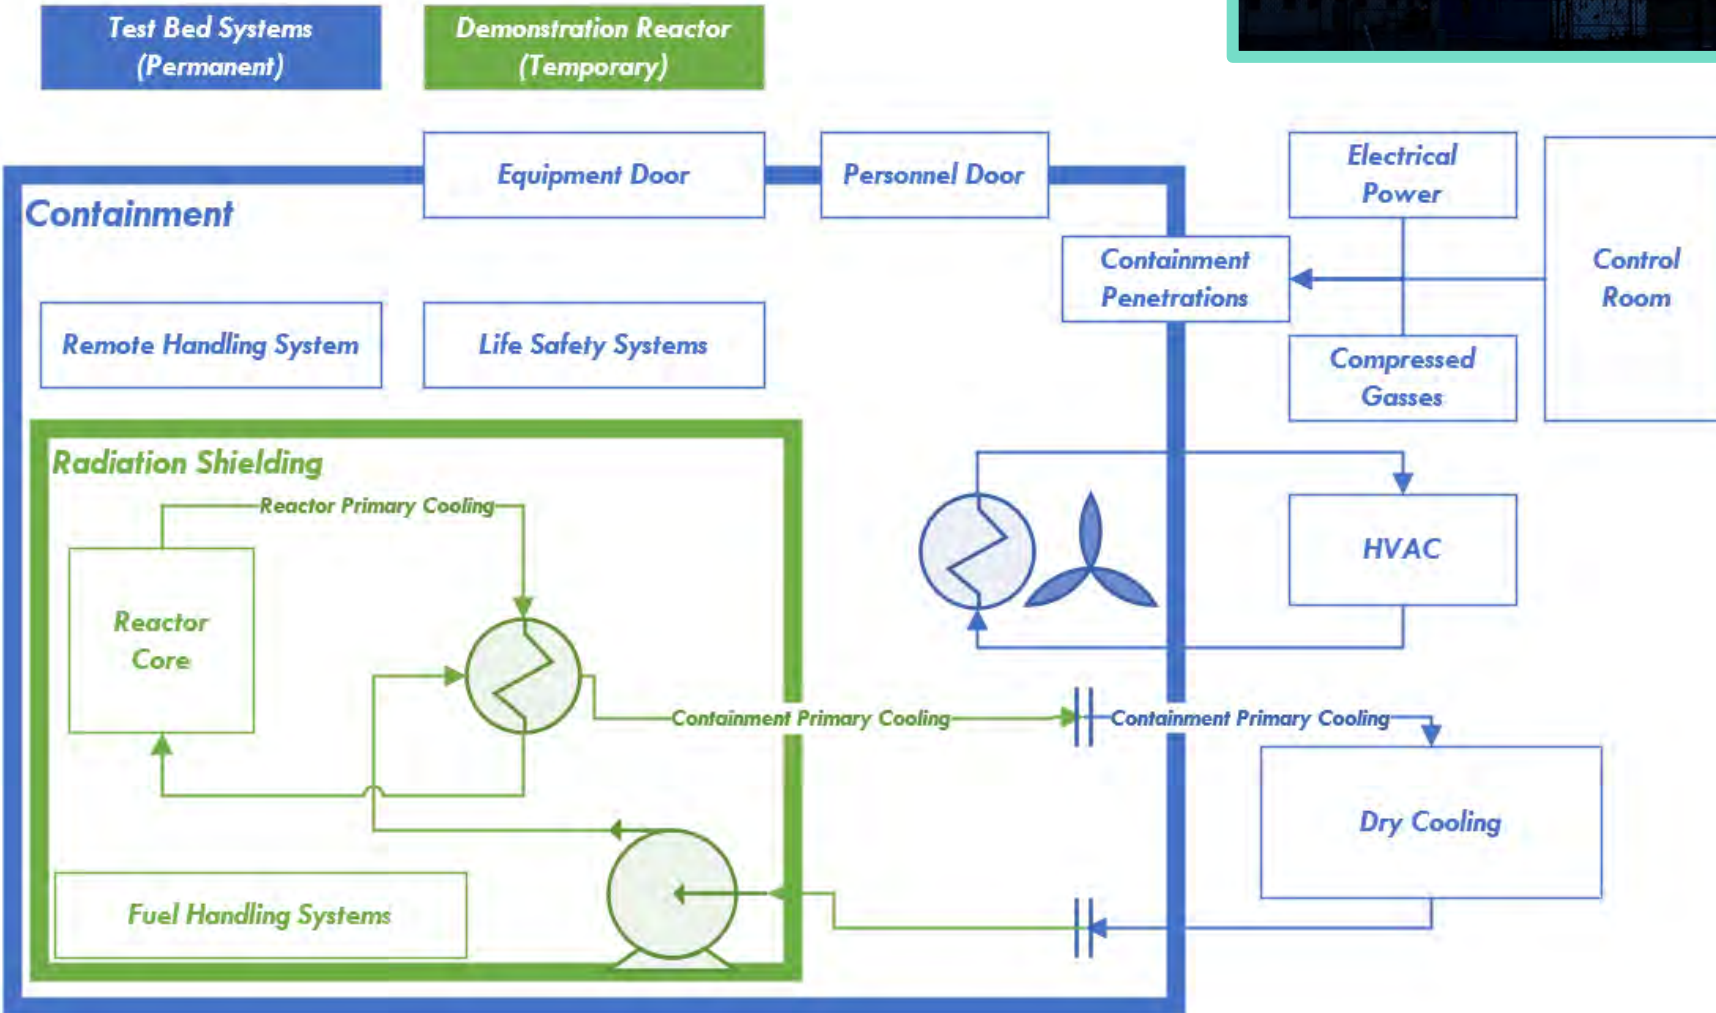 Test Bed Systems
(Permanent)
Demonstration Reactor
(Temporary)
Equipment Door
Personnel Door
Electrical
Power
Containment
Containment
Penetrations
Control
Room
Remote Handling System
Life Safety Systems
Compressed
Gasses
Radiation Shielding
Reactor Primary Cooling
HVAC
Reactor
Core
Containment Primary Cooling
Containment Primary Cooling
Dry Cooling
Fuel Handling Systems